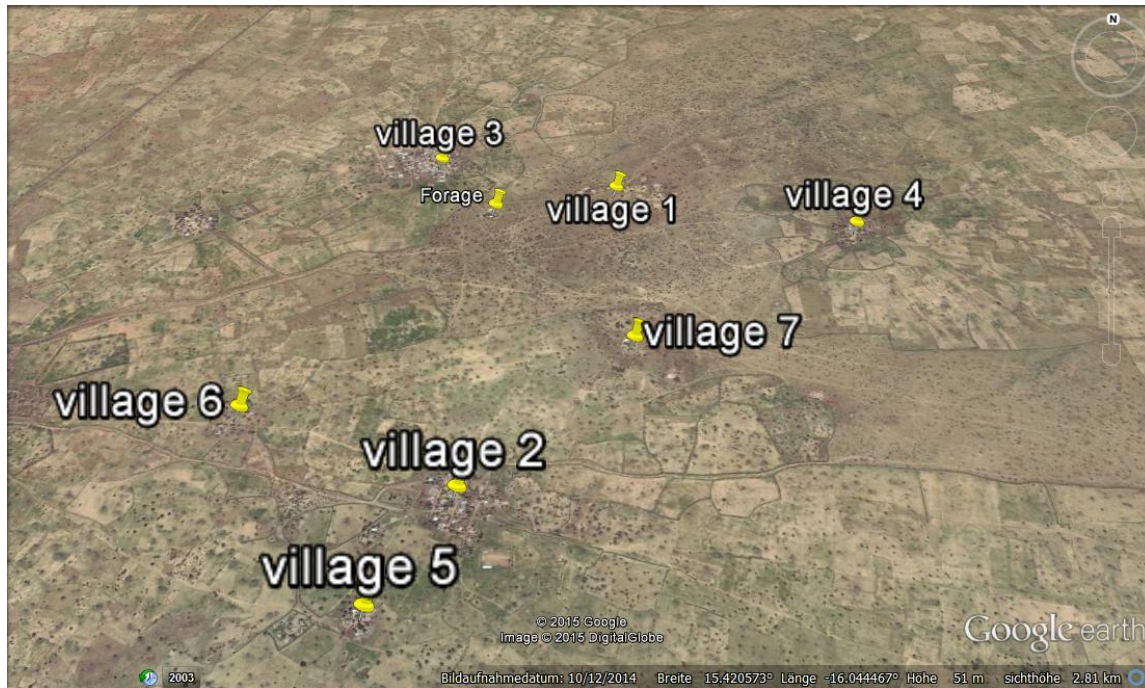 N
village 3
Forage
village 1
village 4
village 7
village 6
village 2
village 5
© 2015 Google
Image © 2015 DigitalGlobe
Google earth
2003
Bildaufnahmedatum: 10/12/2014 Breite 15.420573° Länge -16.044467° Höhe 51 m sichthöhe 2.81 km